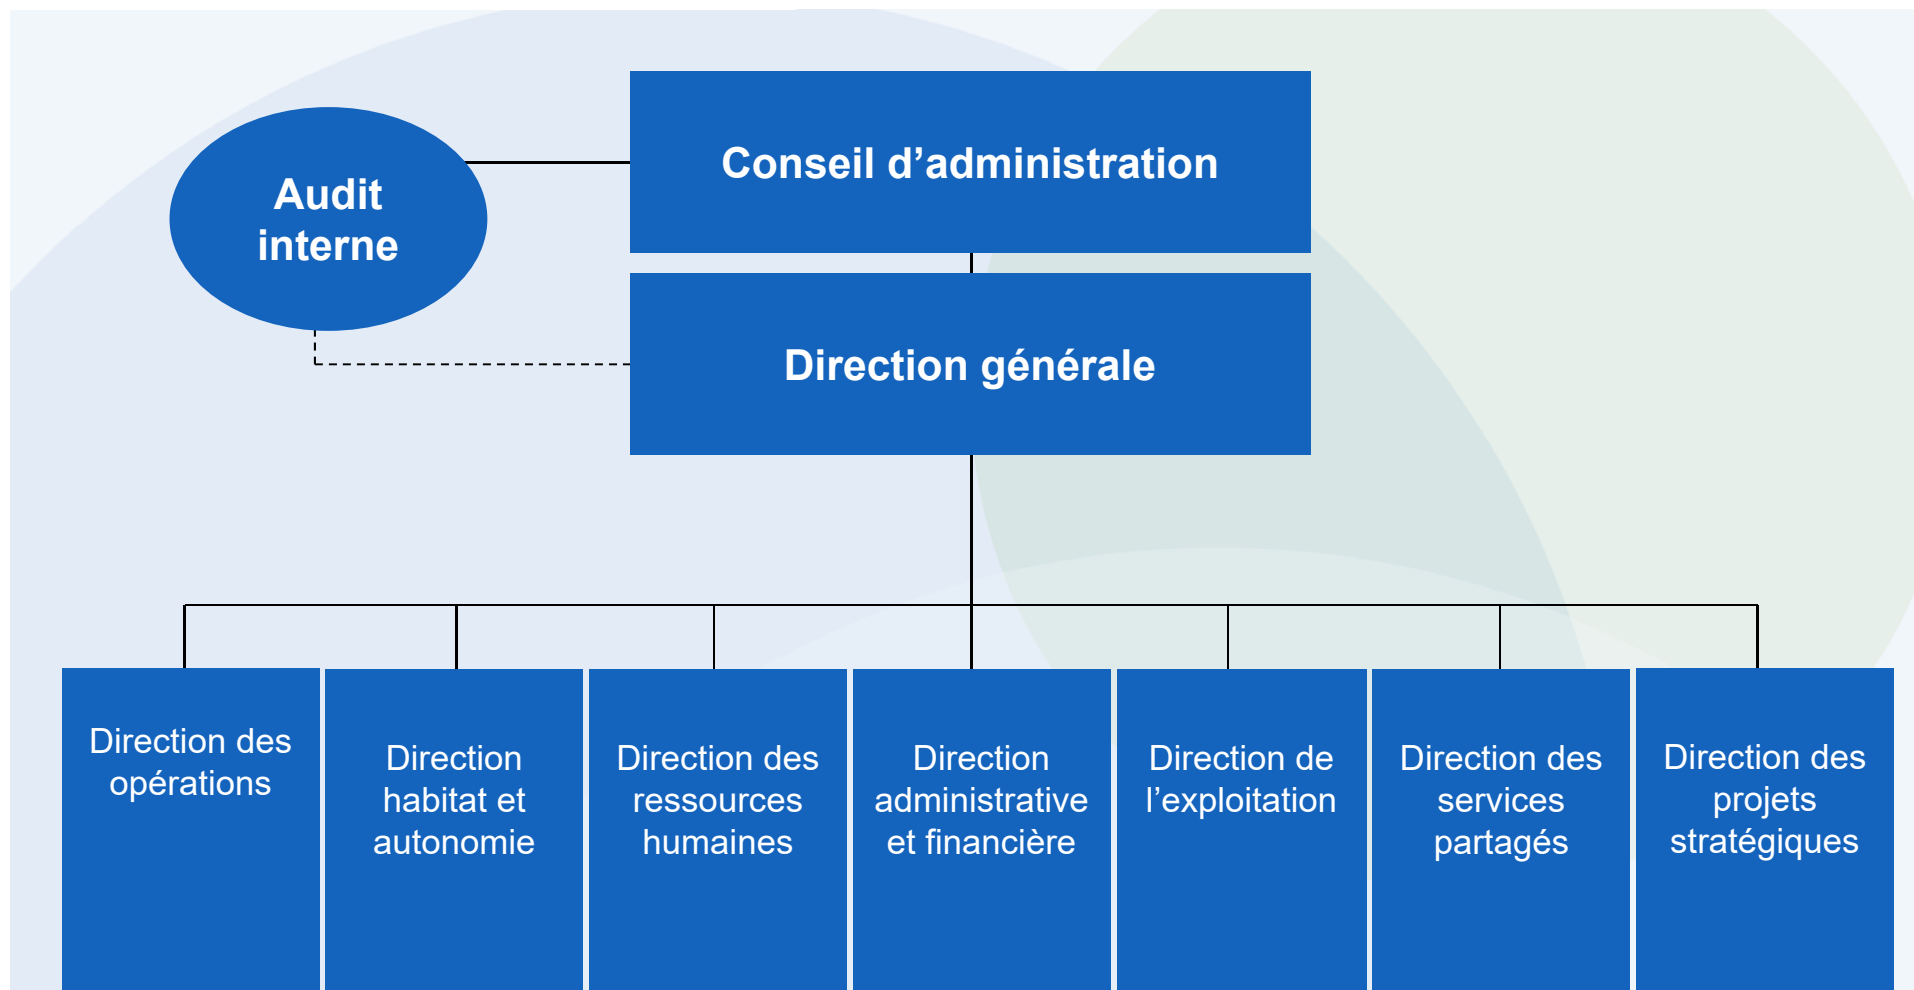 Conseil d’administration
Audit
interne
Direction générale
Direction des
opérations
Direction
habitat et
autonomie
Direction des
ressources
humaines
Direction
administrative
et financière
Direction de
l’exploitation
Direction des
services
partagés
Direction des
projets
stratégiques